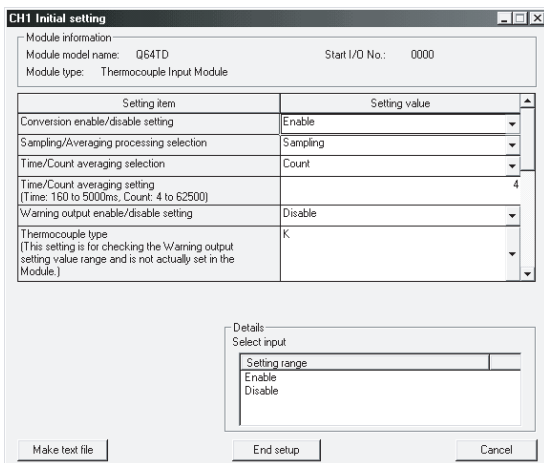 CH1 Initial setting
Module information
Module model name: Q64TD Start I/O No.: 0000
Module type: Thermocouple Input Module
Setting item Setting value
Conversion enable/disable setting Enable
Sampling/Averaging processing selection Sampling
Time/Count averaging selection Count
Time/Count averaging setting
(Time: 160 to 5000ms, Count: 4 to 62500) 4
Warning output enable/disable setting Disable
Thermocouple type K
(This setting is for checking the Warning output
setting value range and is not actually set in the
Module.)
Details
Select input
Setting range
Enable
Disable
Make text file End setup Cancel